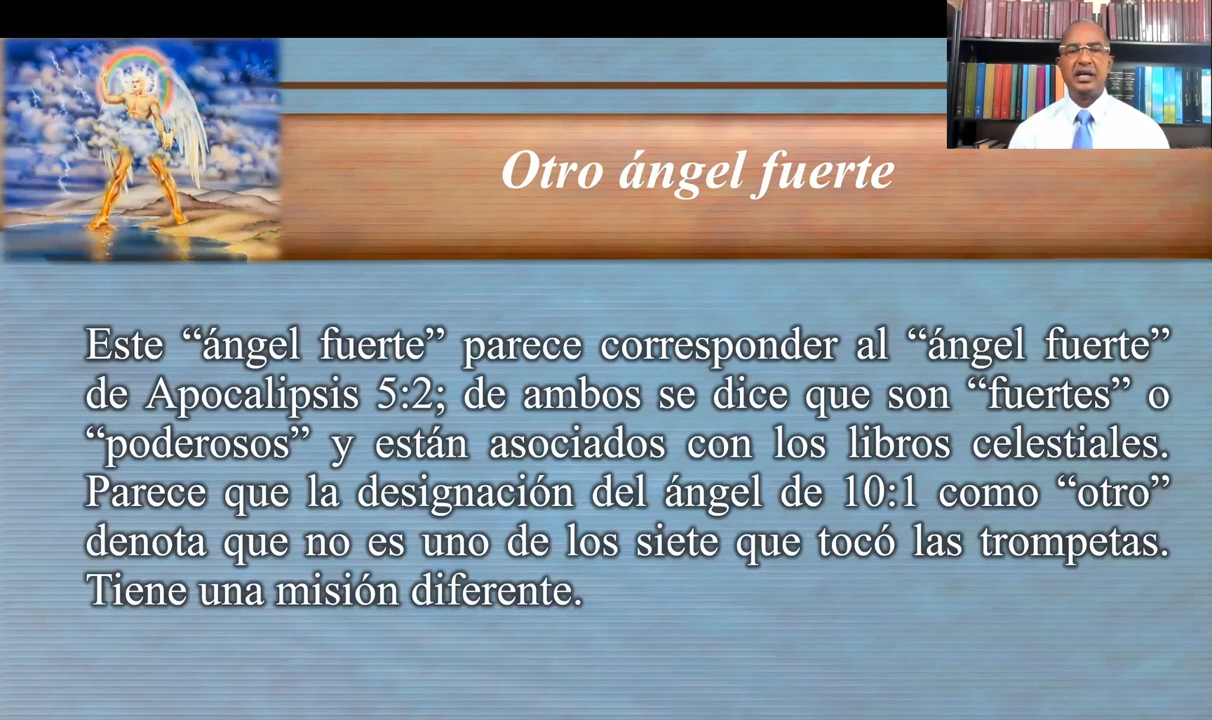 Otro ángel fuerte
Este “ángel fuerte” parece corresponder al “ángel fuerte”
de Apocalipsis 5:2; de ambos se dice que son “fuertes” o
“poderosos” y están asociados con los libros celestiales.
Parece que la designación del ángel de 10:1 como “otro”
denota que no es uno de los siete que tocó las trompetas.
Tiene una misión diferente.